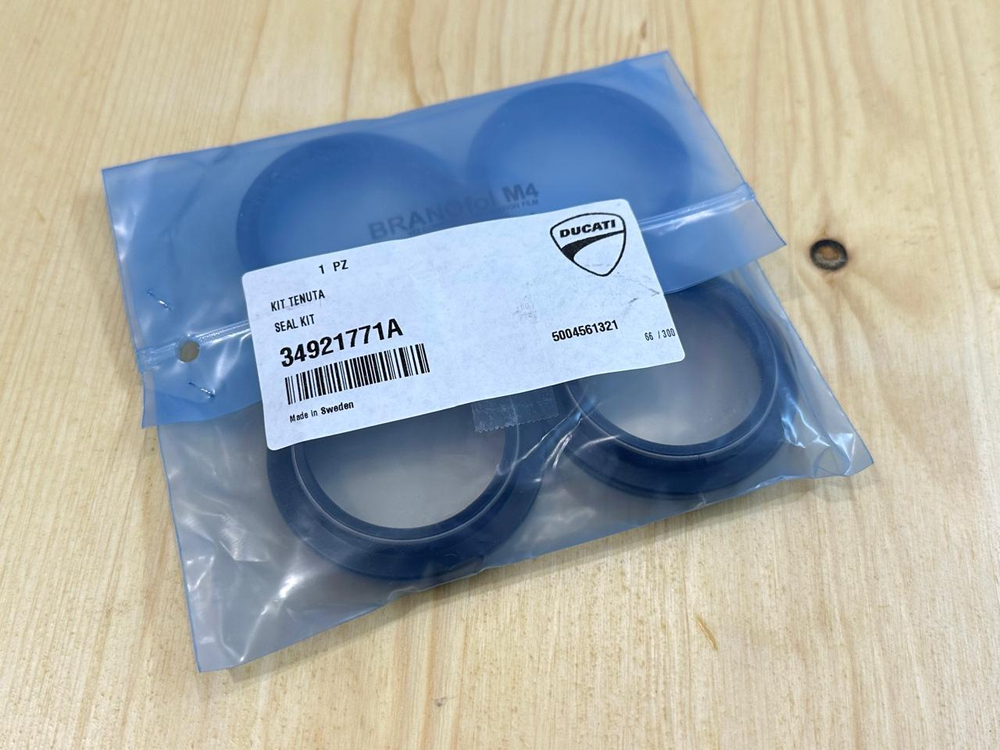 BRANOfol M4
1 PZ
DUCATI
KIT TENUTA
SEAL KIT
34921771A
5004561321
66 / 300
Made in Sweden